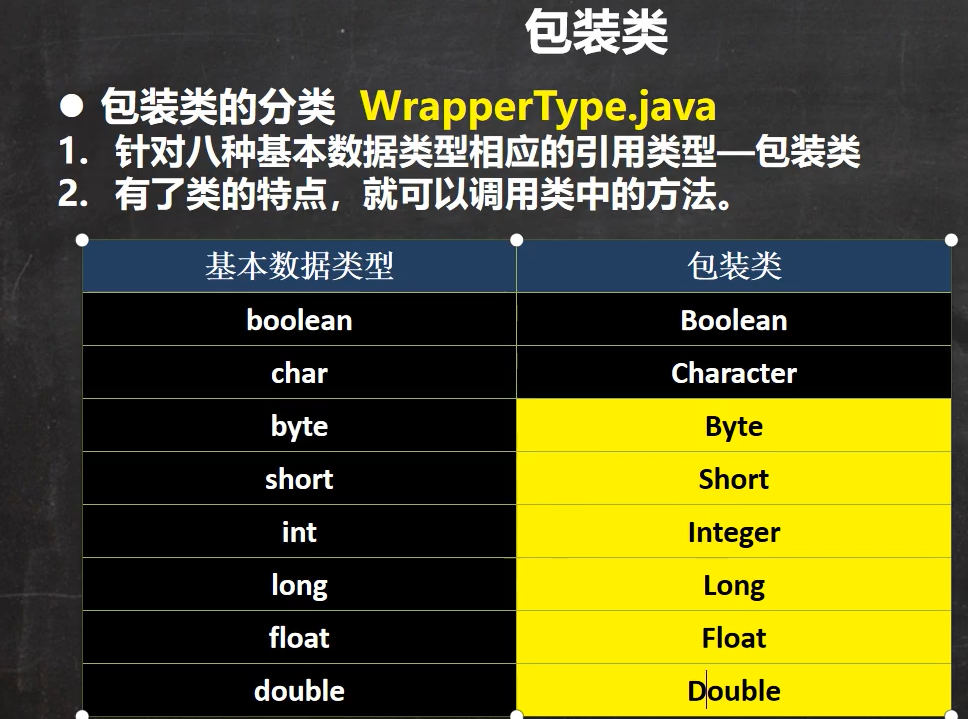 包装类
● 包装类的分类 WrapperType.java
1. 针对八种基本数据类型相应的引用类型—包装类
2. 有了类的特点，就可以调用类中的方法。
基本数据类型 包装类
boolean Boolean
char Character
byte Byte
short Short
int Integer
long Long
float Float
double Double